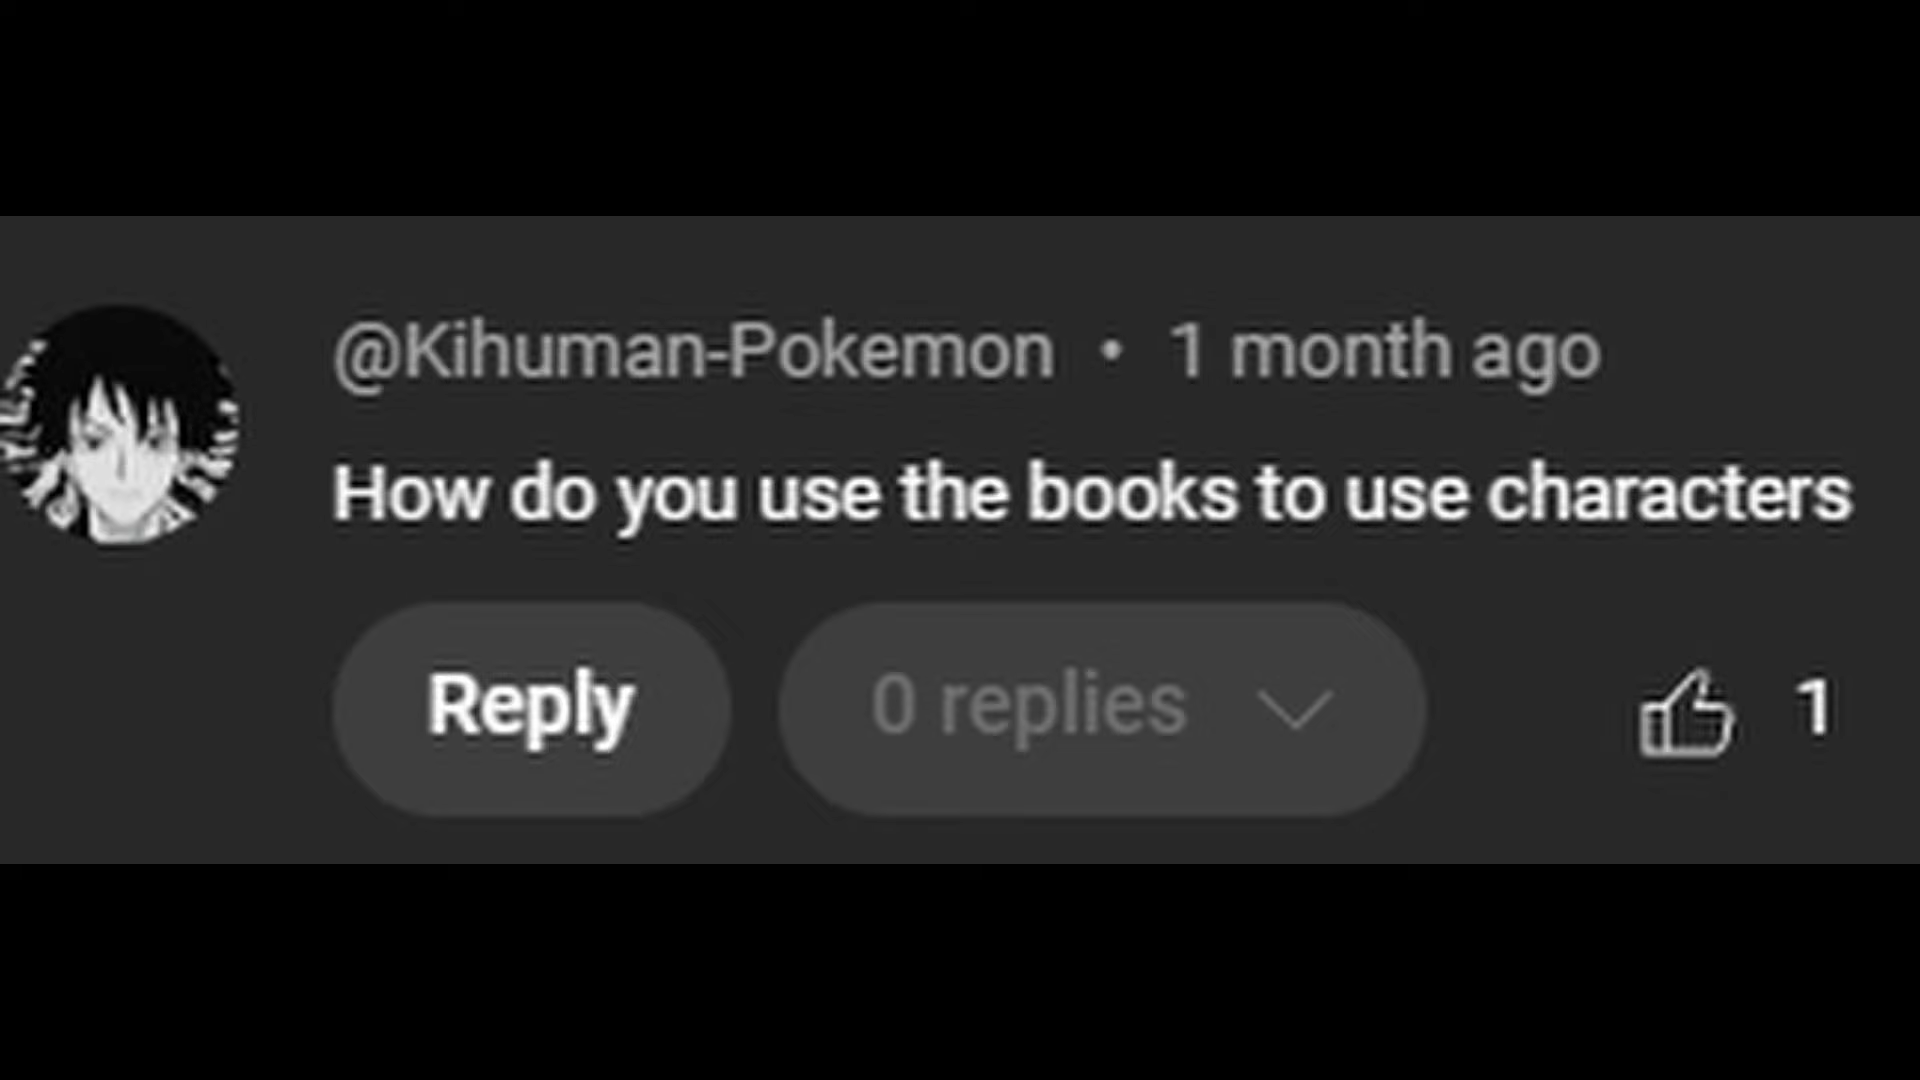 @Kihuman-Pokemon • 1 month ago
How do you use the books to use characters
Reply 0 replies 1